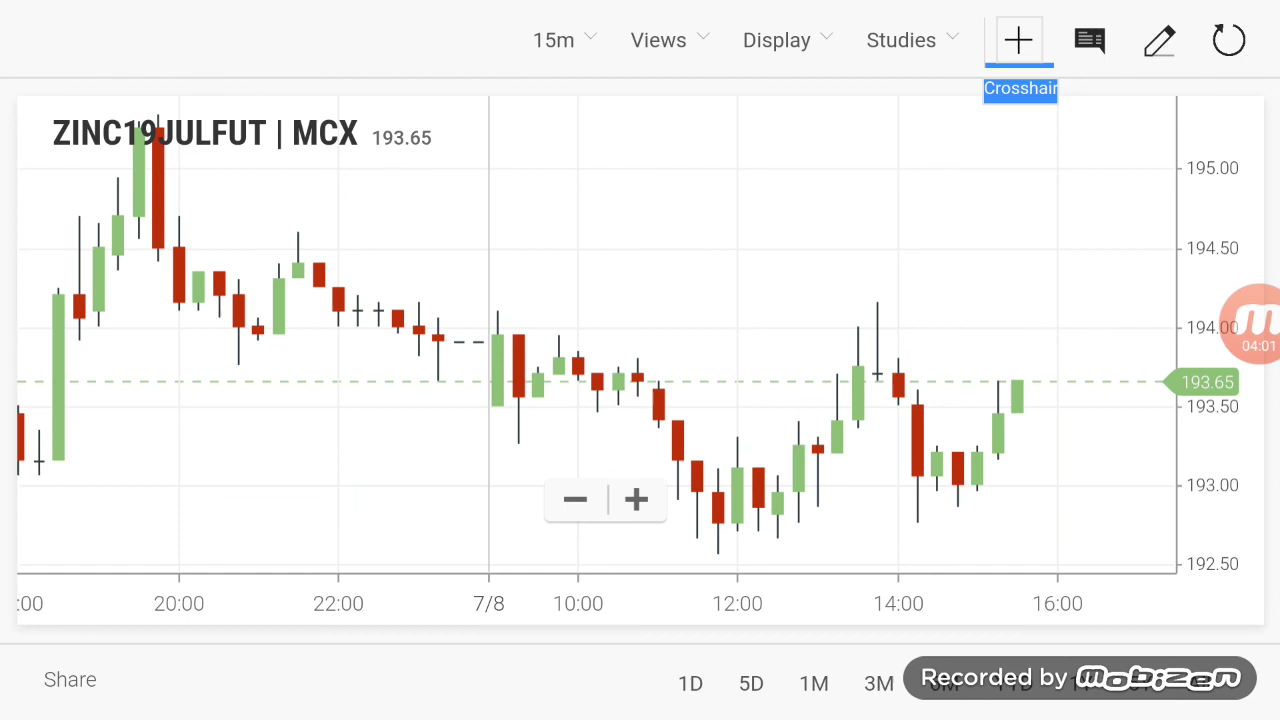 15m Views Display Studies
Crosshair
ZINC19JULFUT | MCX 193.65
195.00
194.50
194.00
04:01
193.65
193.50
193.00
192.50
:00 20:00 22:00 7/8 10:00 12:00 14:00 16:00
Share 1D 5D 1M 3M
Recorded by mobizen